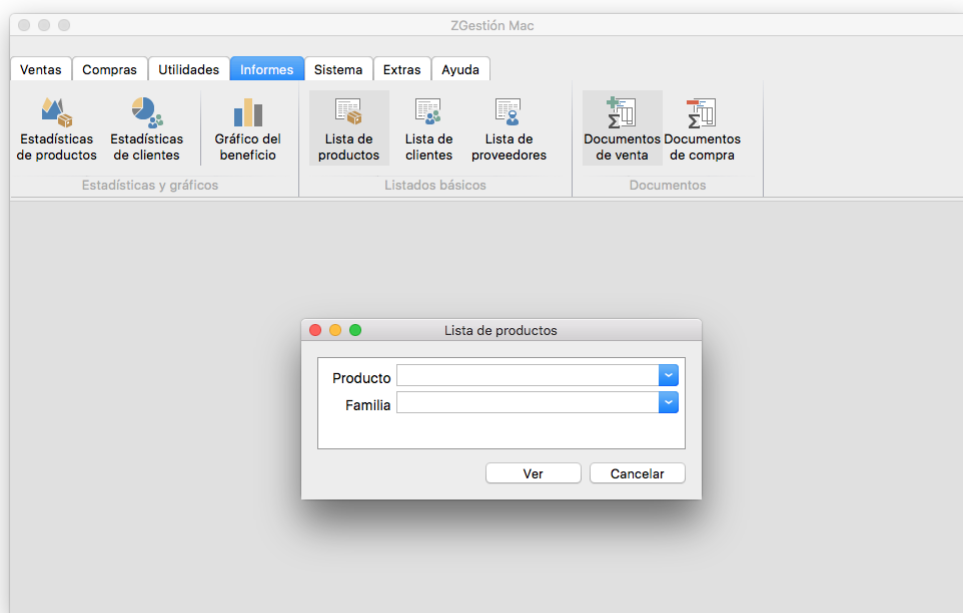 ZGestión Mac
Ventas Compras Utilidades Informes Sistema Extras Ayuda
Estadísticas de productos
Estadísticas de clientes
Gráfico del beneficio
Lista de productos
Lista de clientes
Lista de proveedores
Documentos de venta
Documentos de compra
Estadísticas y gráficos
Listados básicos
Documentos
Lista de productos
Producto
Familia
Ver Cancelar